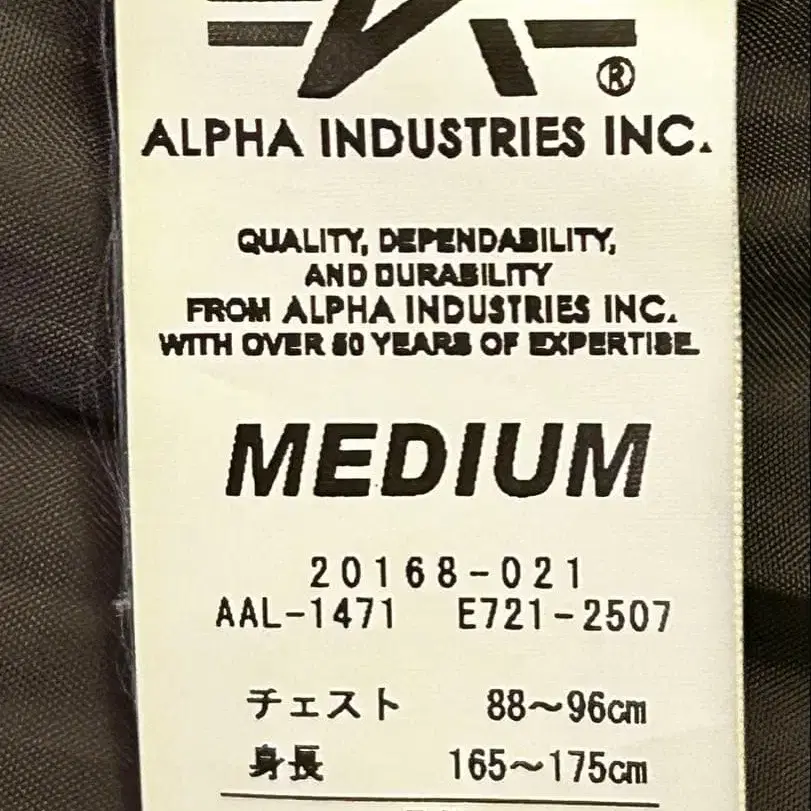 ®
ALPHA INDUSTRIES INC.
QUALITY, DEPENDABILITY,
AND DURABILITY
FROM ALPHA INDUSTRIES INC.
WITH OVER 50 YEARS OF EXPERTISE.
MEDIUM
20168-021
AAL-1471 E721-2507
チェスト 88~96cm
身長 165~175cm